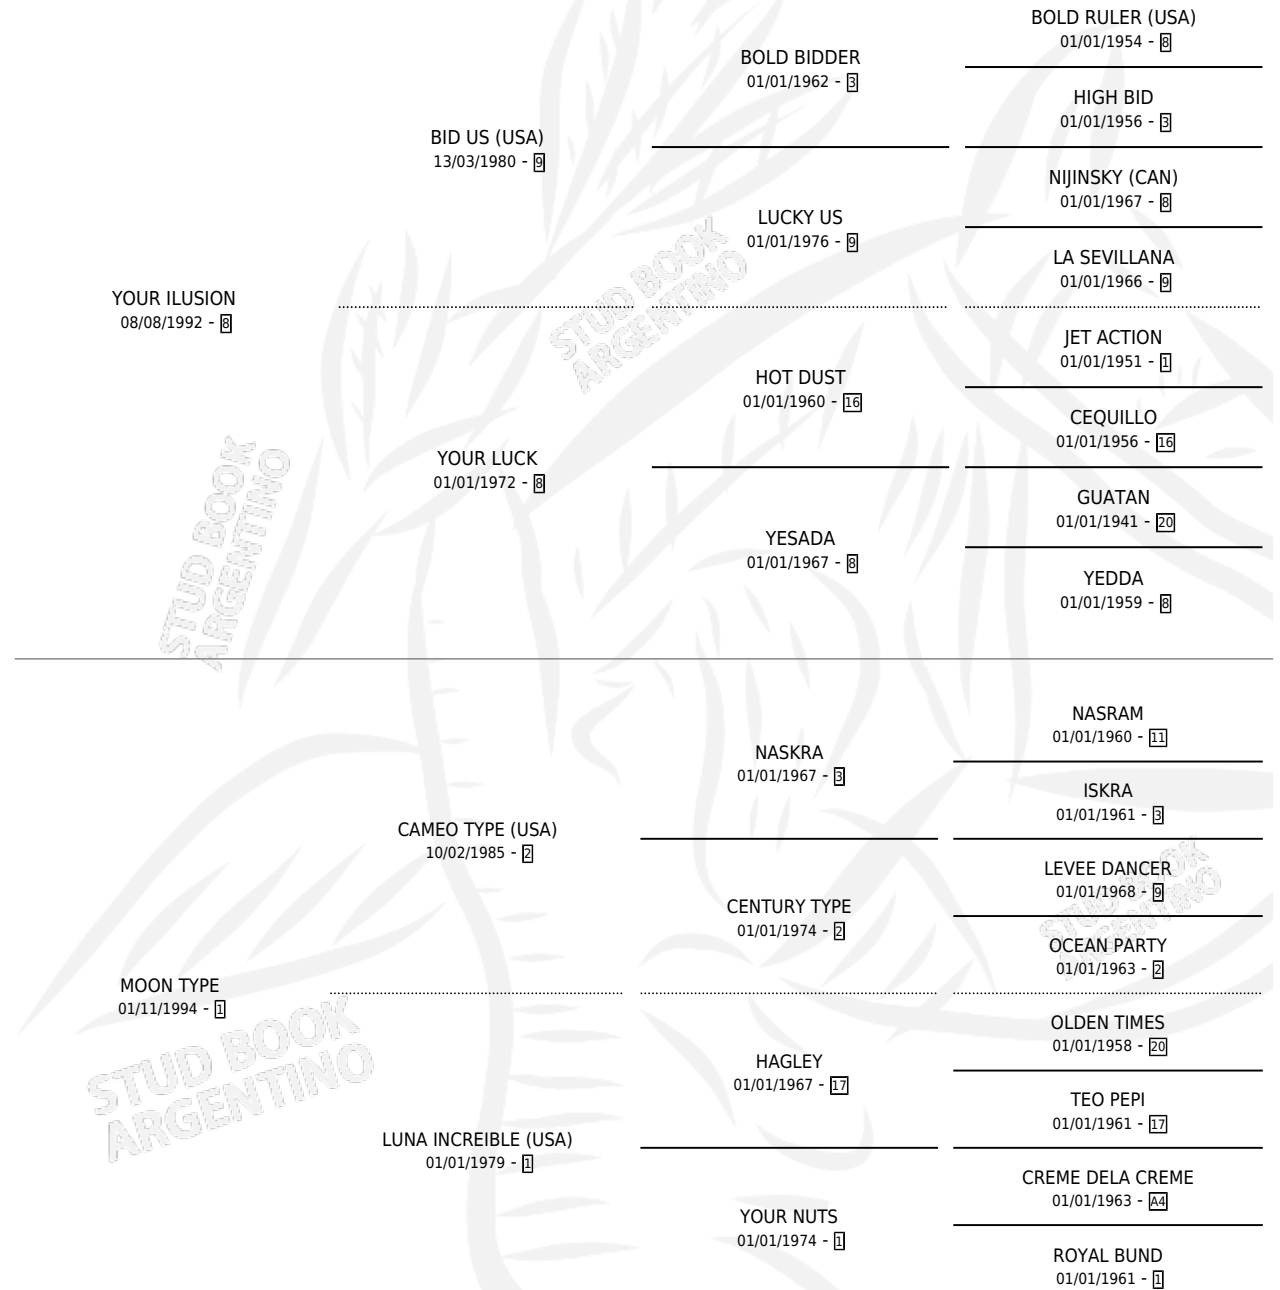 BOLD RULER (USA)
01/01/1954 - 8
BOLD BIDDER
01/01/1962 - 3
HIGH BID
01/01/1956 - 3
BID US (USA)
13/03/1980 - 9
NIJINSKY (CAN)
01/01/1967 - 8
LUCKY US
01/01/1976 - 9
LA SEVILLANA
01/01/1966 - 9
YOUR ILUSION
08/08/1992 - 8
JET ACTION
01/01/1951 - 1
HOT DUST
01/01/1960 - 16
CEQUILLO
01/01/1956 - 16
YOUR LUCK
01/01/1972 - 8
GUATAN
01/01/1941 - 20
YESADA
01/01/1967 - 8
YEDDA
01/01/1959 - 8
STUD BOOK
ARGENTINO
STUD BOOK
ARGENTINO
NASRAM
01/01/1960 - 11
NASKRA
01/01/1967 - 3
ISKRA
01/01/1961 - 3
CAMEO TYPE (USA)
10/02/1985 - 2
LEVEE DANCER
01/01/1968 - 9
CENTURY TYPE
01/01/1974 - 2
OCEAN PARTY
01/01/1963 - 2
STUD BOOK
ARGENTINO
MOON TYPE
01/11/1994 - 1
OLDEN TIMES
01/01/1958 - 20
HAGLEY
01/01/1967 - 17
TEO PEPI
01/01/1961 - 17
STUD BOOK
ARGENTINO
LUNA INCREIBLE (USA)
01/01/1979 - 1
CREME DELA CREME
01/01/1963 - A4
YOUR NUTS
01/01/1974 - 1
ROYAL BUND
01/01/1961 - 1